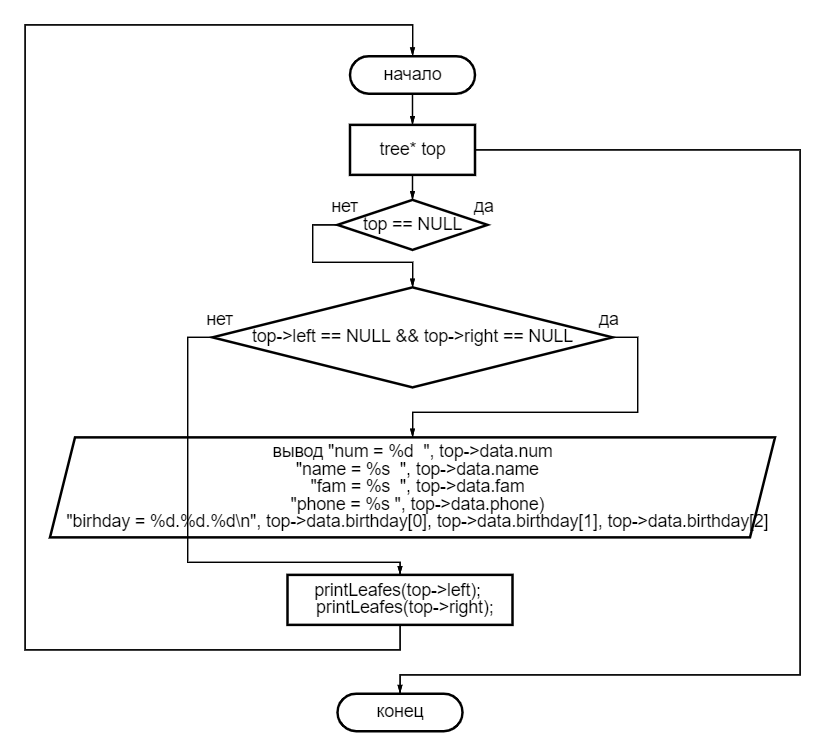 начало
tree* top
нет
да
top == NULL
нет
да
top->left == NULL && top->right == NULL
вывод "num = %d  ", top->data.num
"name = %s  ", top->data.name
"fam = %s  ", top->data.fam
"phone = %s ", top->data.phone)
"birhday = %d.%d.%d\n", top->data.birthday[0], top->data.birthday[1], top->data.birthday[2]
printLeafes(top->left);
printLeafes(top->right);
конец